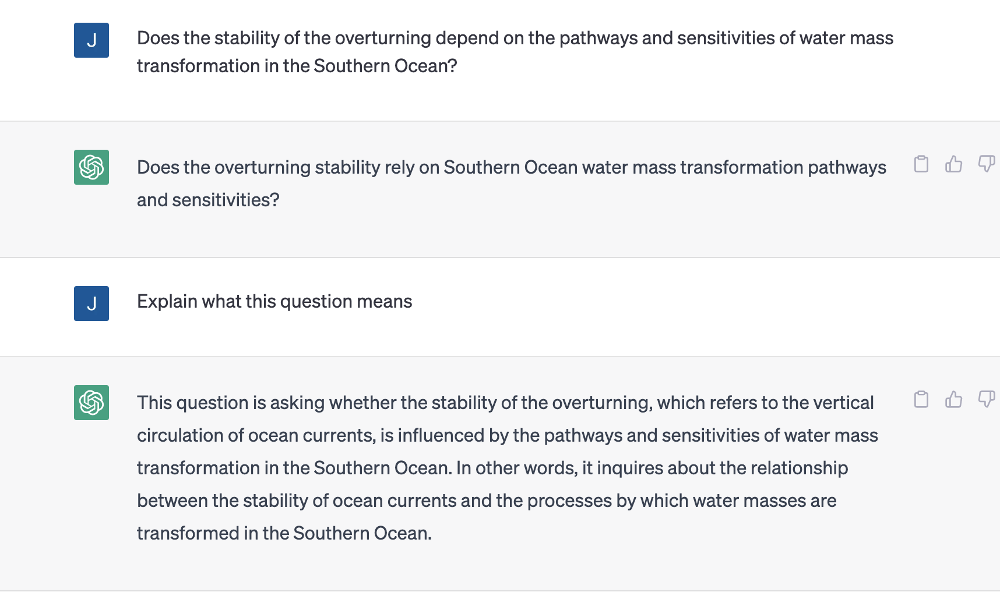 J
Does the stability of the overturning depend on the pathways and sensitivities of water mass
transformation in the Southern Ocean?
Does the overturning stability rely on Southern Ocean water mass transformation pathways
and sensitivities?
J
Explain what this question means
This question is asking whether the stability of the overturning, which refers to the vertical
circulation of ocean currents, is influenced by the pathways and sensitivities of water mass
transformation in the Southern Ocean. In other words, it inquires about the relationship
between the stability of ocean currents and the processes by which water masses are
transformed in the Southern Ocean.